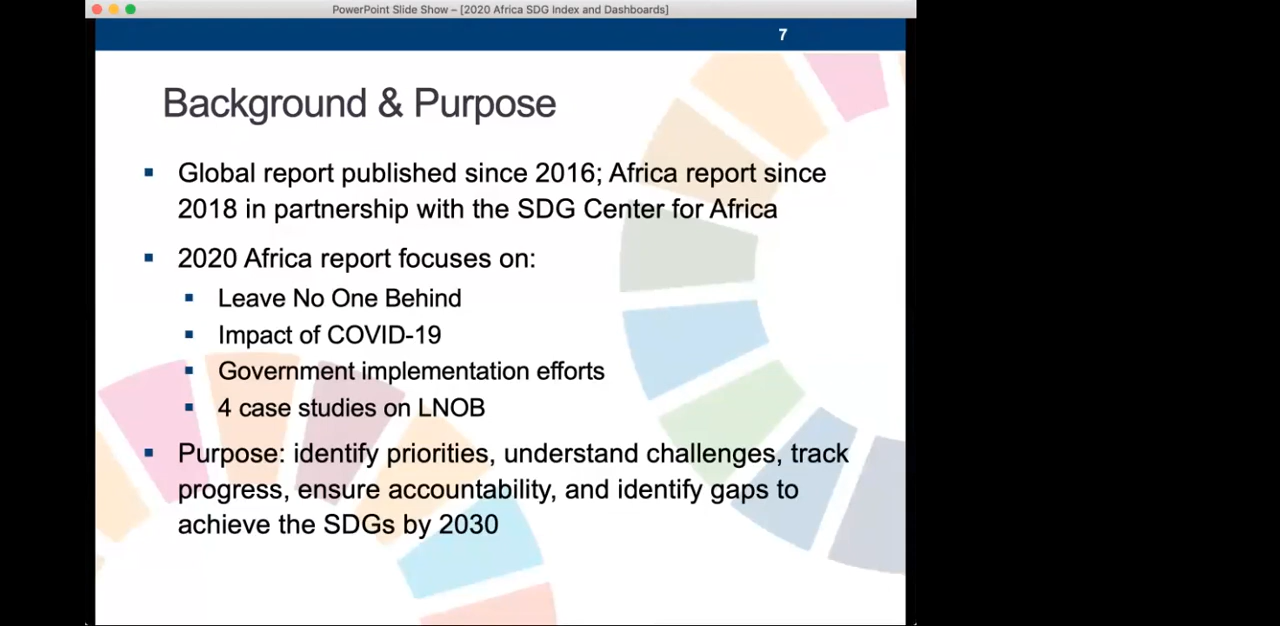 PowerPoint Slide Show – [2020 Africa SDG Index and Dashboards]
7
Background & Purpose
▪ Global report published since 2016; Africa report since
2018 in partnership with the SDG Center for Africa
▪ 2020 Africa report focuses on:
▪ Leave No One Behind
▪ Impact of COVID-19
▪ Government implementation efforts
▪ 4 case studies on LNOB
▪ Purpose: identify priorities, understand challenges, track
progress, ensure accountability, and identify gaps to
achieve the SDGs by 2030